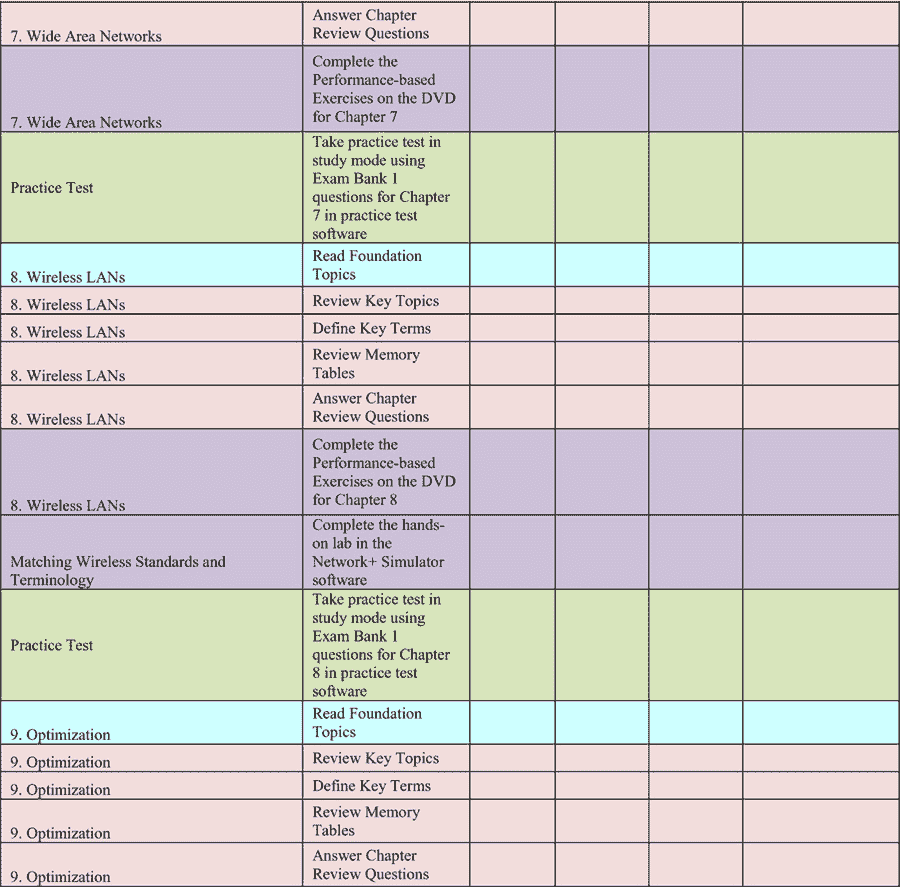 7. Wide Area Networks
Answer Chapter
Review Questions
7. Wide Area Networks
Complete the
Performance-based
Exercises on the DVD
for Chapter 7
Practice Test
Take practice test in
study mode using
Exam Bank 1
questions for Chapter
7 in practice test
software
8. Wireless LANs
Read Foundation
Topics
8. Wireless LANs
Review Key Topics
8. Wireless LANs
Define Key Terms
8. Wireless LANs
Review Memory
Tables
8. Wireless LANs
Answer Chapter
Review Questions
8. Wireless LANs
Complete the
Performance-based
Exercises on the DVD
for Chapter 8
Matching Wireless Standards and
Terminology
Complete the hands-
on lab in the
Network+ Simulator
software
Practice Test
Take practice test in
study mode using
Exam Bank 1
questions for Chapter
8 in practice test
software
9. Optimization
Read Foundation
Topics
9. Optimization
Review Key Topics
9. Optimization
Define Key Terms
9. Optimization
Review Memory
Tables
9. Optimization
Answer Chapter
Review Questions